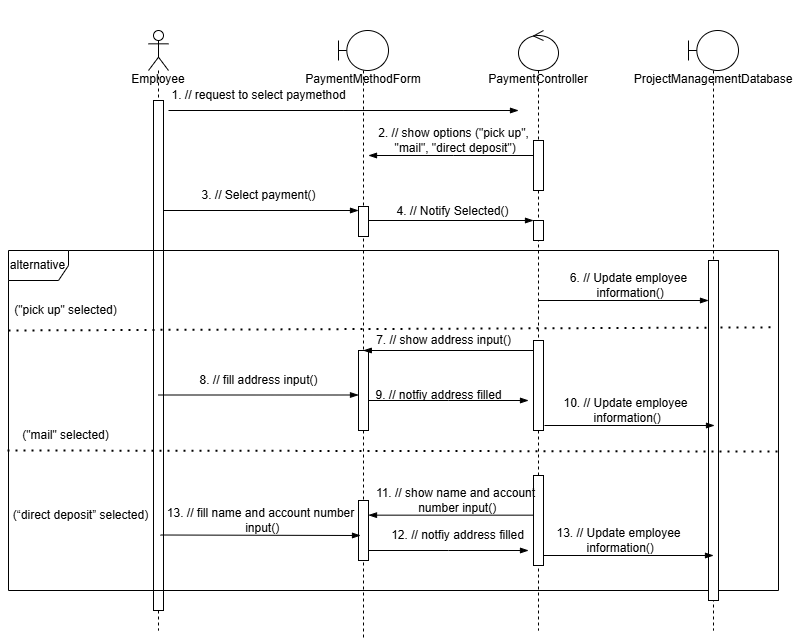 Employee
PaymentMethodForm
PaymentController
ProjectManagementDatabase
1. // request to select paymethod
2. // show options ("pick up",
"mail", "direct deposit")
3. // Select payment()
4. // Notify Selected()
alternative
6. // Update employee
information()
("pick up" selected)
7. // show address input()
8. // fill address input()
9. // notfiy address filled
10. // Update employee
information()
("mail" selected)
11. // show name and account
number input()
(“direct deposit” selected)
13. // fill name and account number
input()
12. // notfiy address filled
13. // Update employee
information()